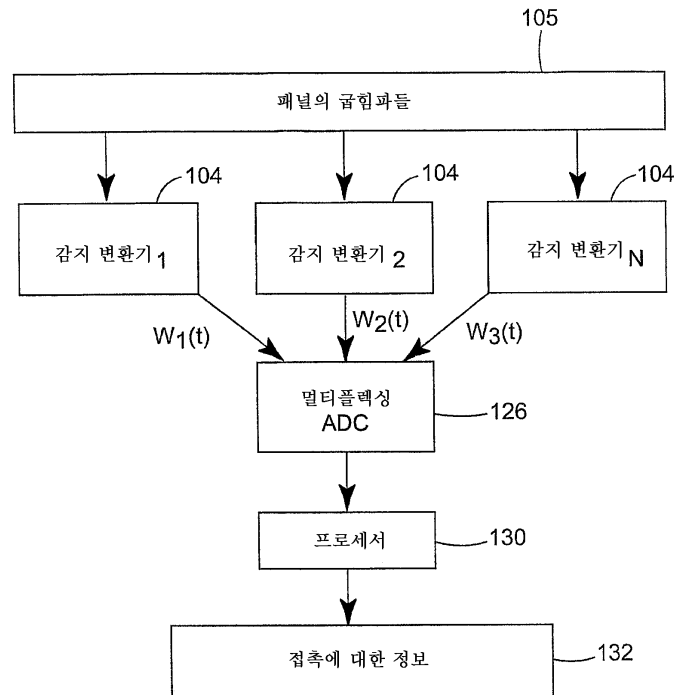 105
패널의 굽힘파들
104
104
104
감지 변환기1
감지 변환기2
감지 변환기N
W1(t)
W2(t)
W3(t)
멀티플렉싱
ADC
126
프로세서
130
접촉에 대한 정보
132